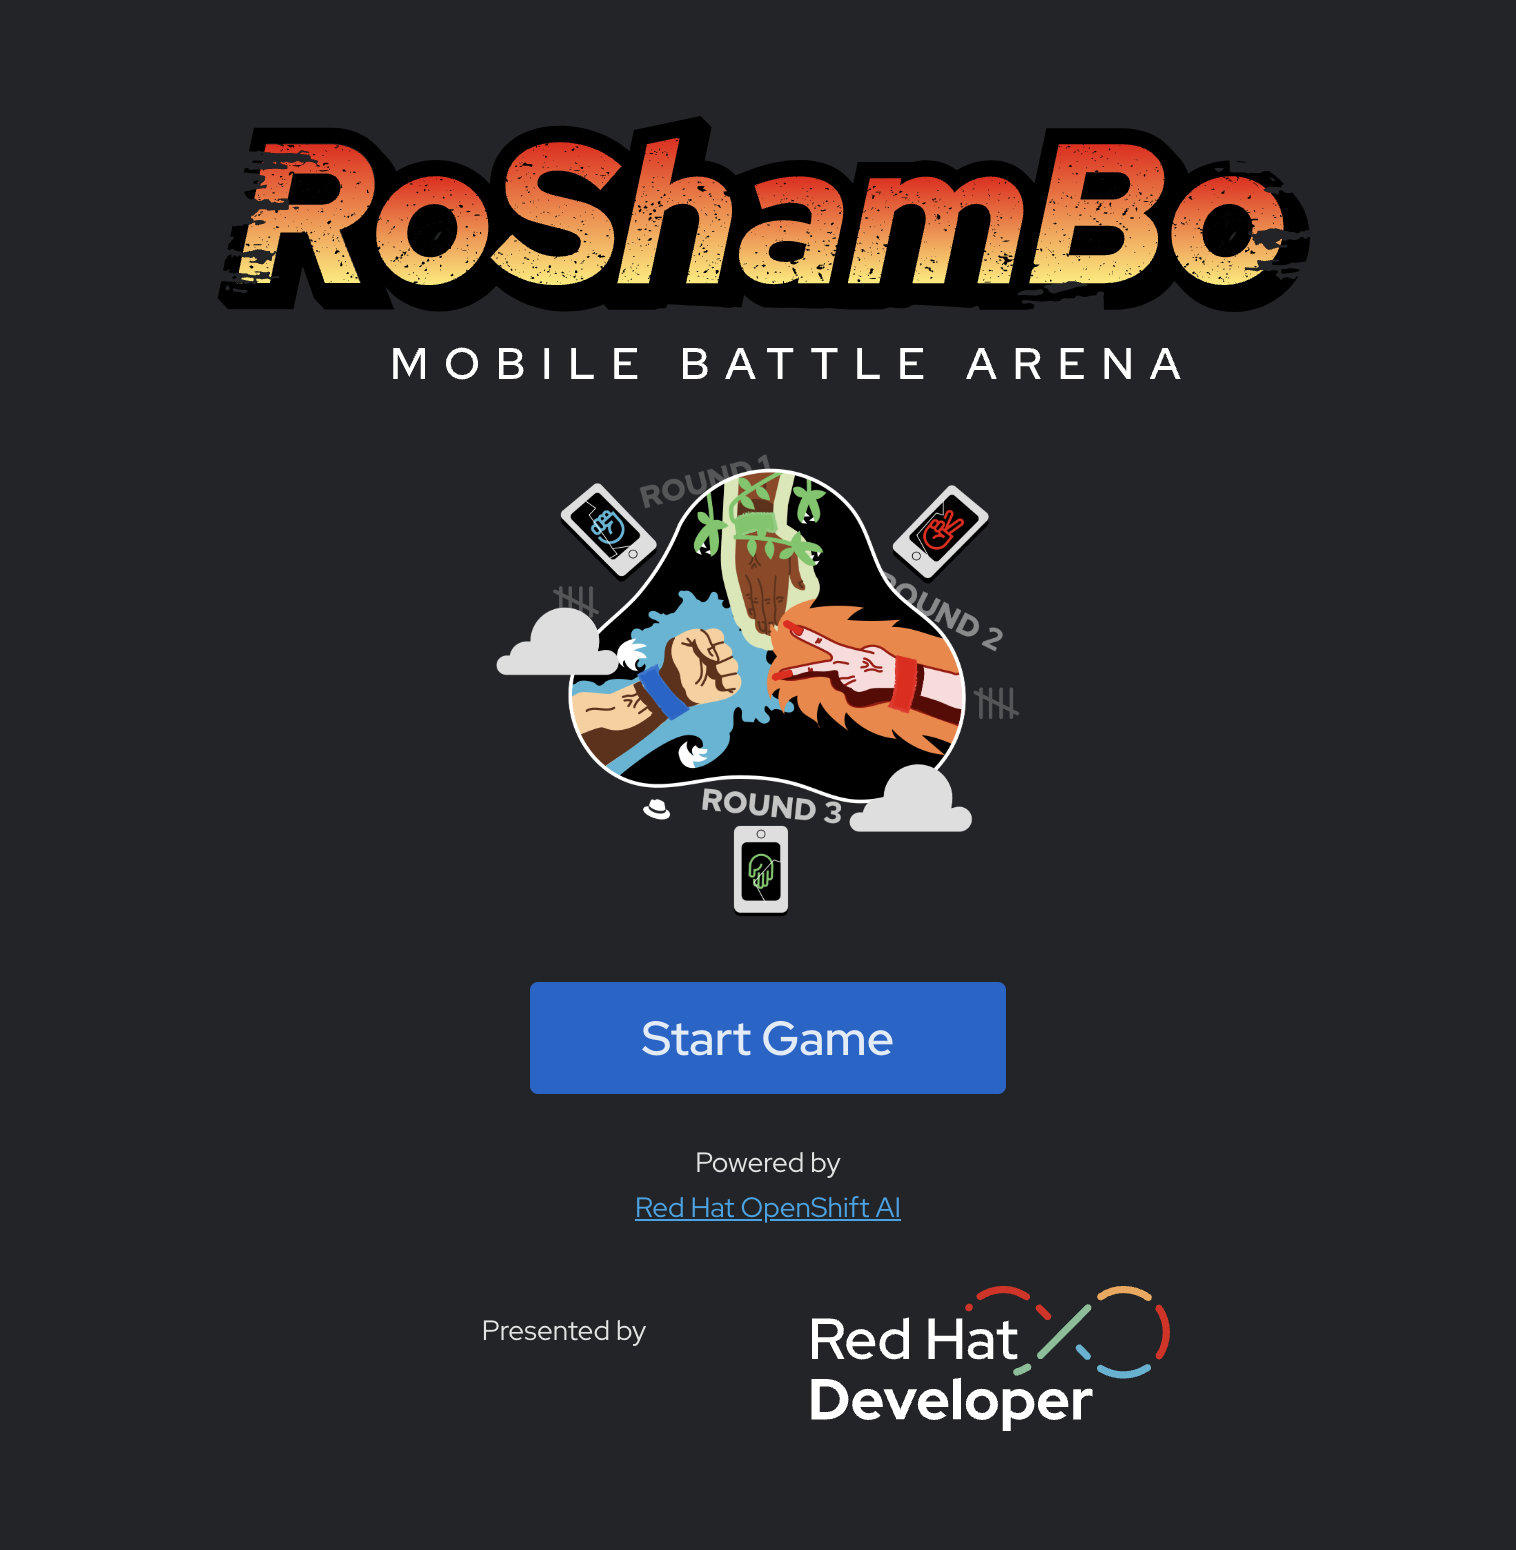 RoShamBo
MOBILE BATTLE ARENA
ROUND 1
ROUND 2
ROUND 3
Start Game
Powered by
Red Hat OpenShift AI
Presented by
Red Hat
Developer